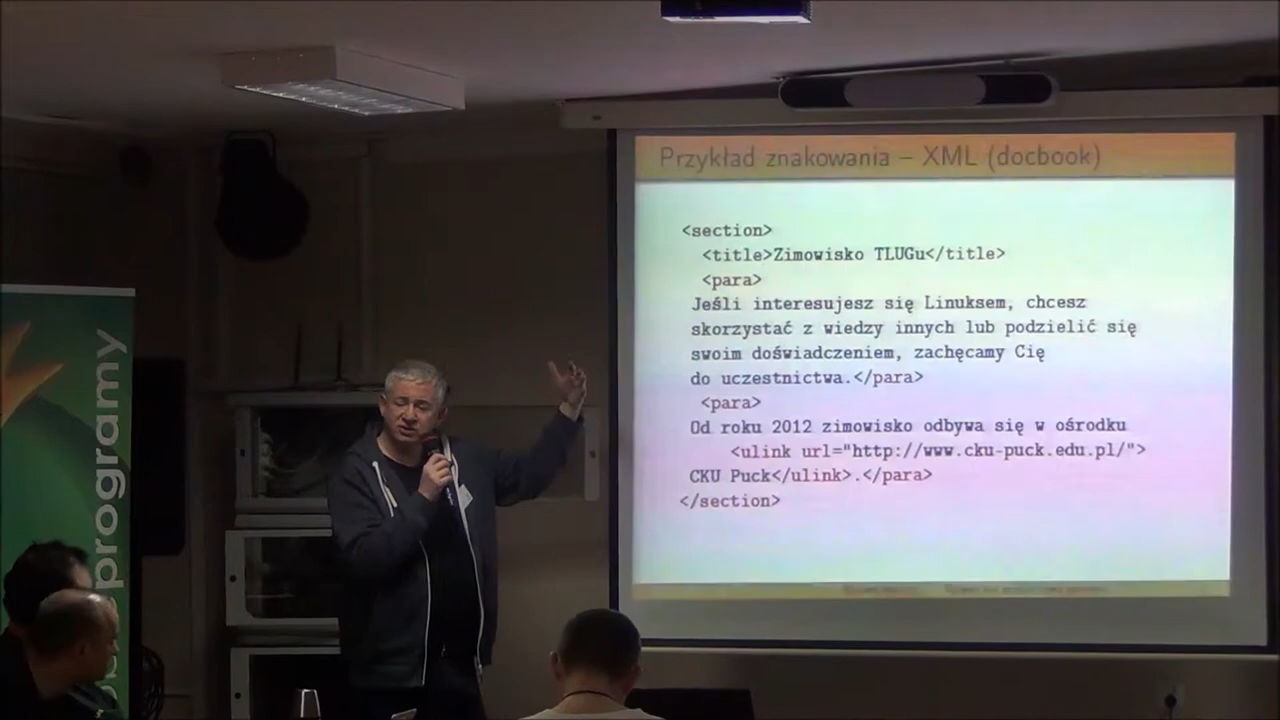 Przykład znakowania – XML (docbook)
<section>
<title>Zimowisko TLUGu</title>
<para>
Jeśli interesujesz się Linuksem, chcesz
skorzystać z wiedzy innych lub podzielić się
swoim doświadczeniem, zachęcamy Cię
do uczestnictwa.</para>
<para>
Od roku 2012 zimowisko odbywa się w ośrodku
<ulink url="http://www.cku-puck.edu.pl/">
CKU Puck</ulink>.</para>
</section>
programy